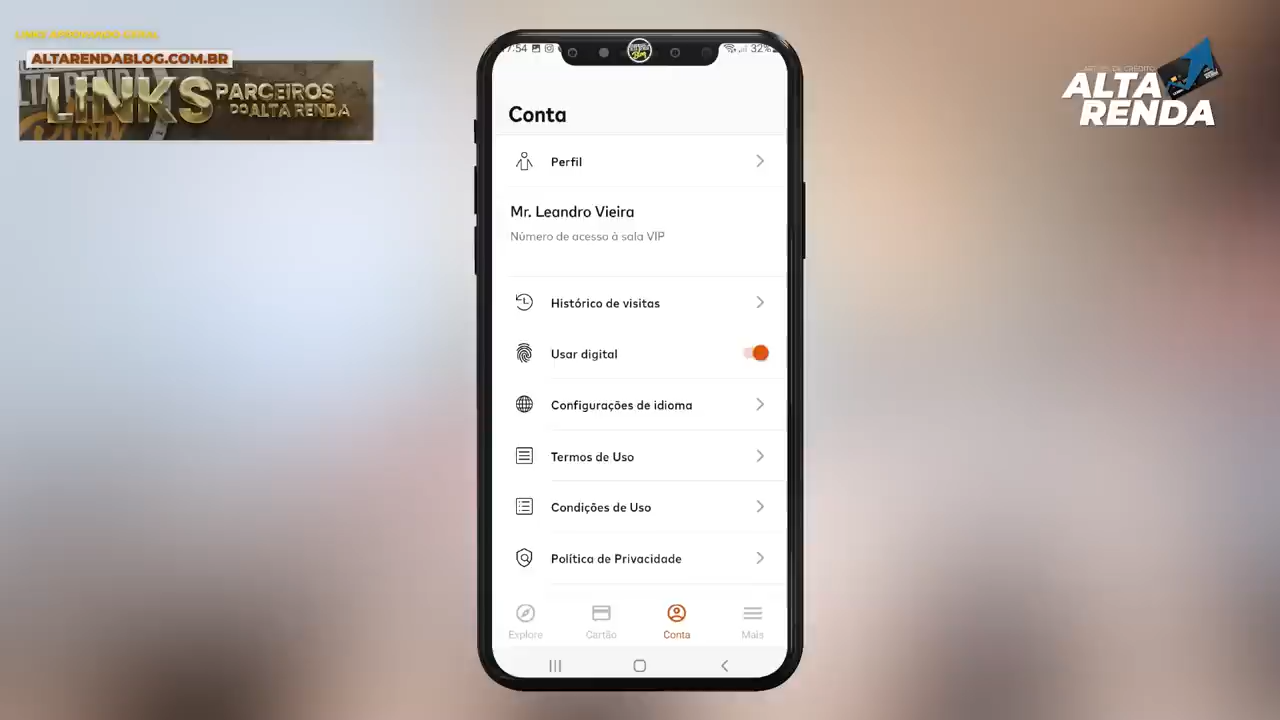 ALTARENDABLOG.COM.BR
LINKS PARCEIROS
DO ALTA RENDA
ALTA
RENDA
7:54
32%
Conta
Perfil
Mr. Leandro Vieira
Número de acesso à sala VIP
Histórico de visitas
Usar digital
Configurações de idioma
Termos de Uso
Condições de Uso
Política de Privacidade
Explore
Cartão
Conta
Mais